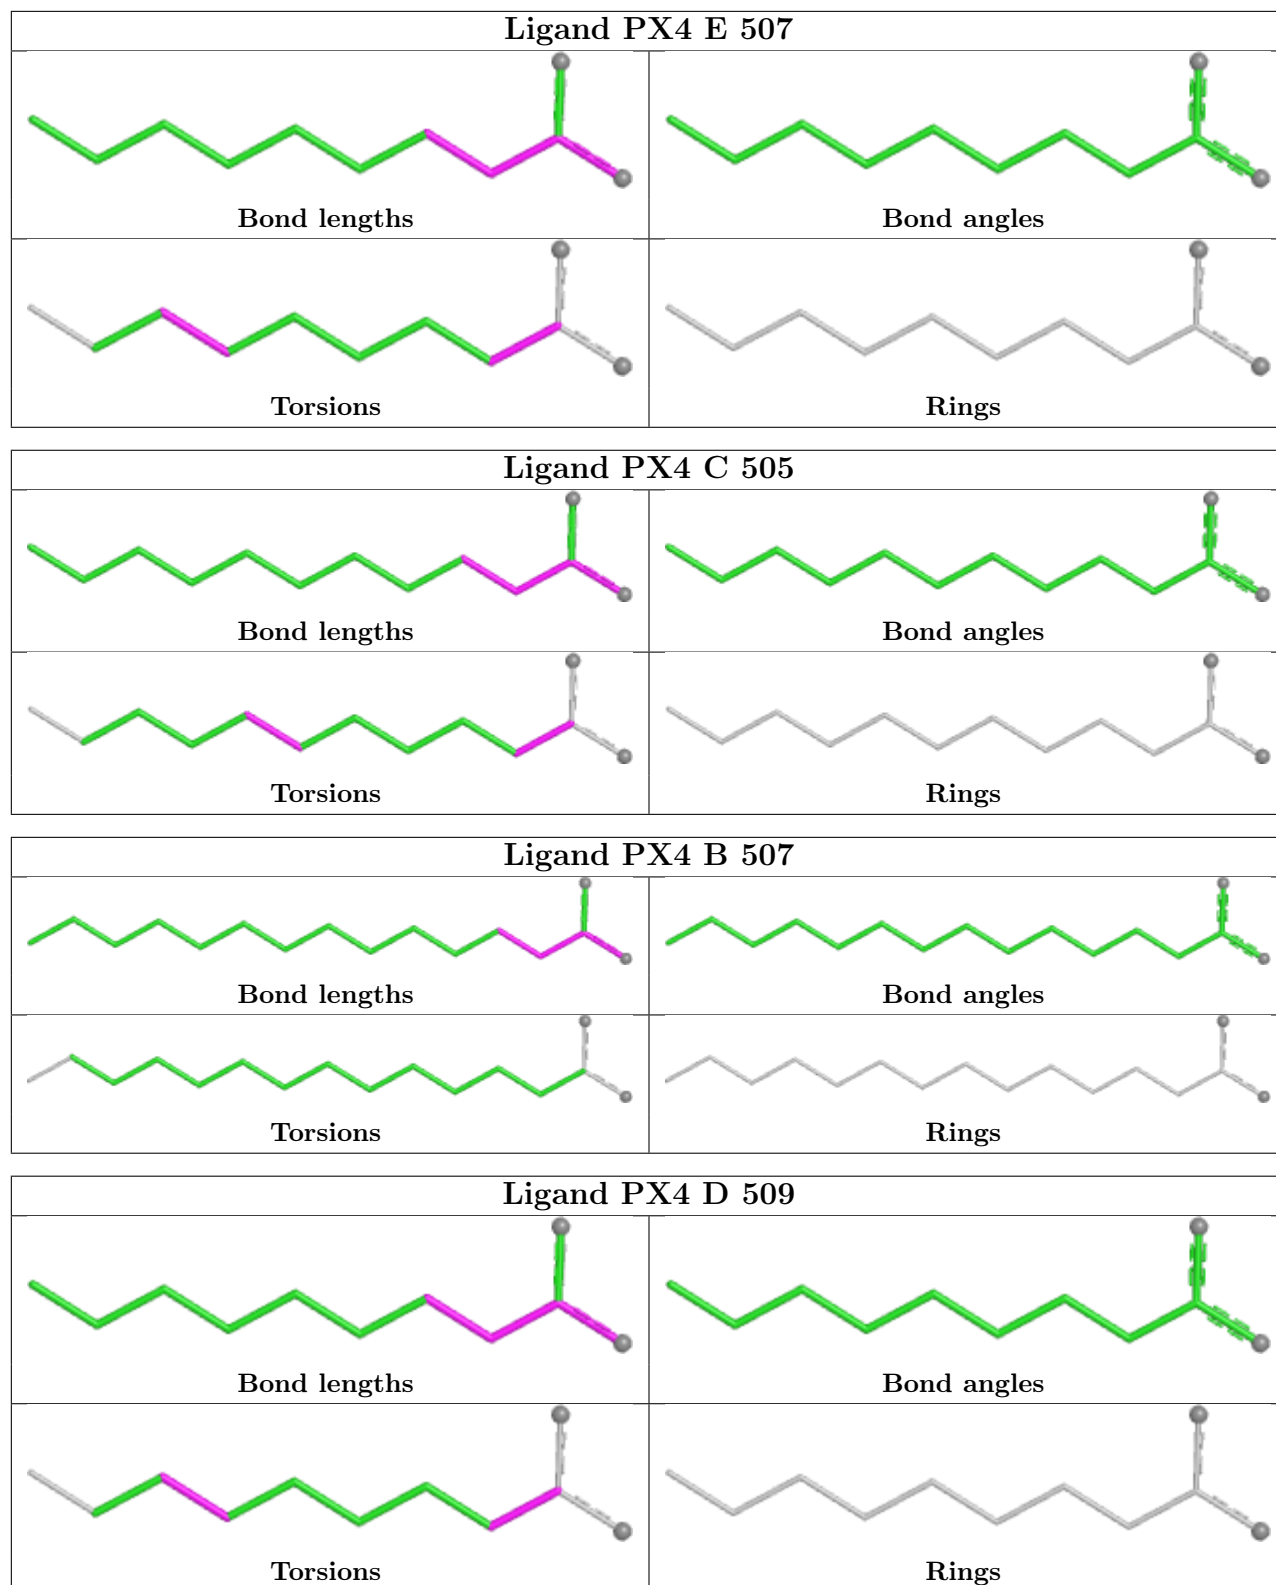 Ligand PX4 E 507
Bond lengths
Bond angles
Torsions
Rings
Ligand PX4 C 505
Bond lengths
Bond angles
Torsions
Rings
Ligand PX4 B 507
Bond lengths
Bond angles
Torsions
Rings
Ligand PX4 D 509
Bond lengths
Bond angles
Torsions
Rings